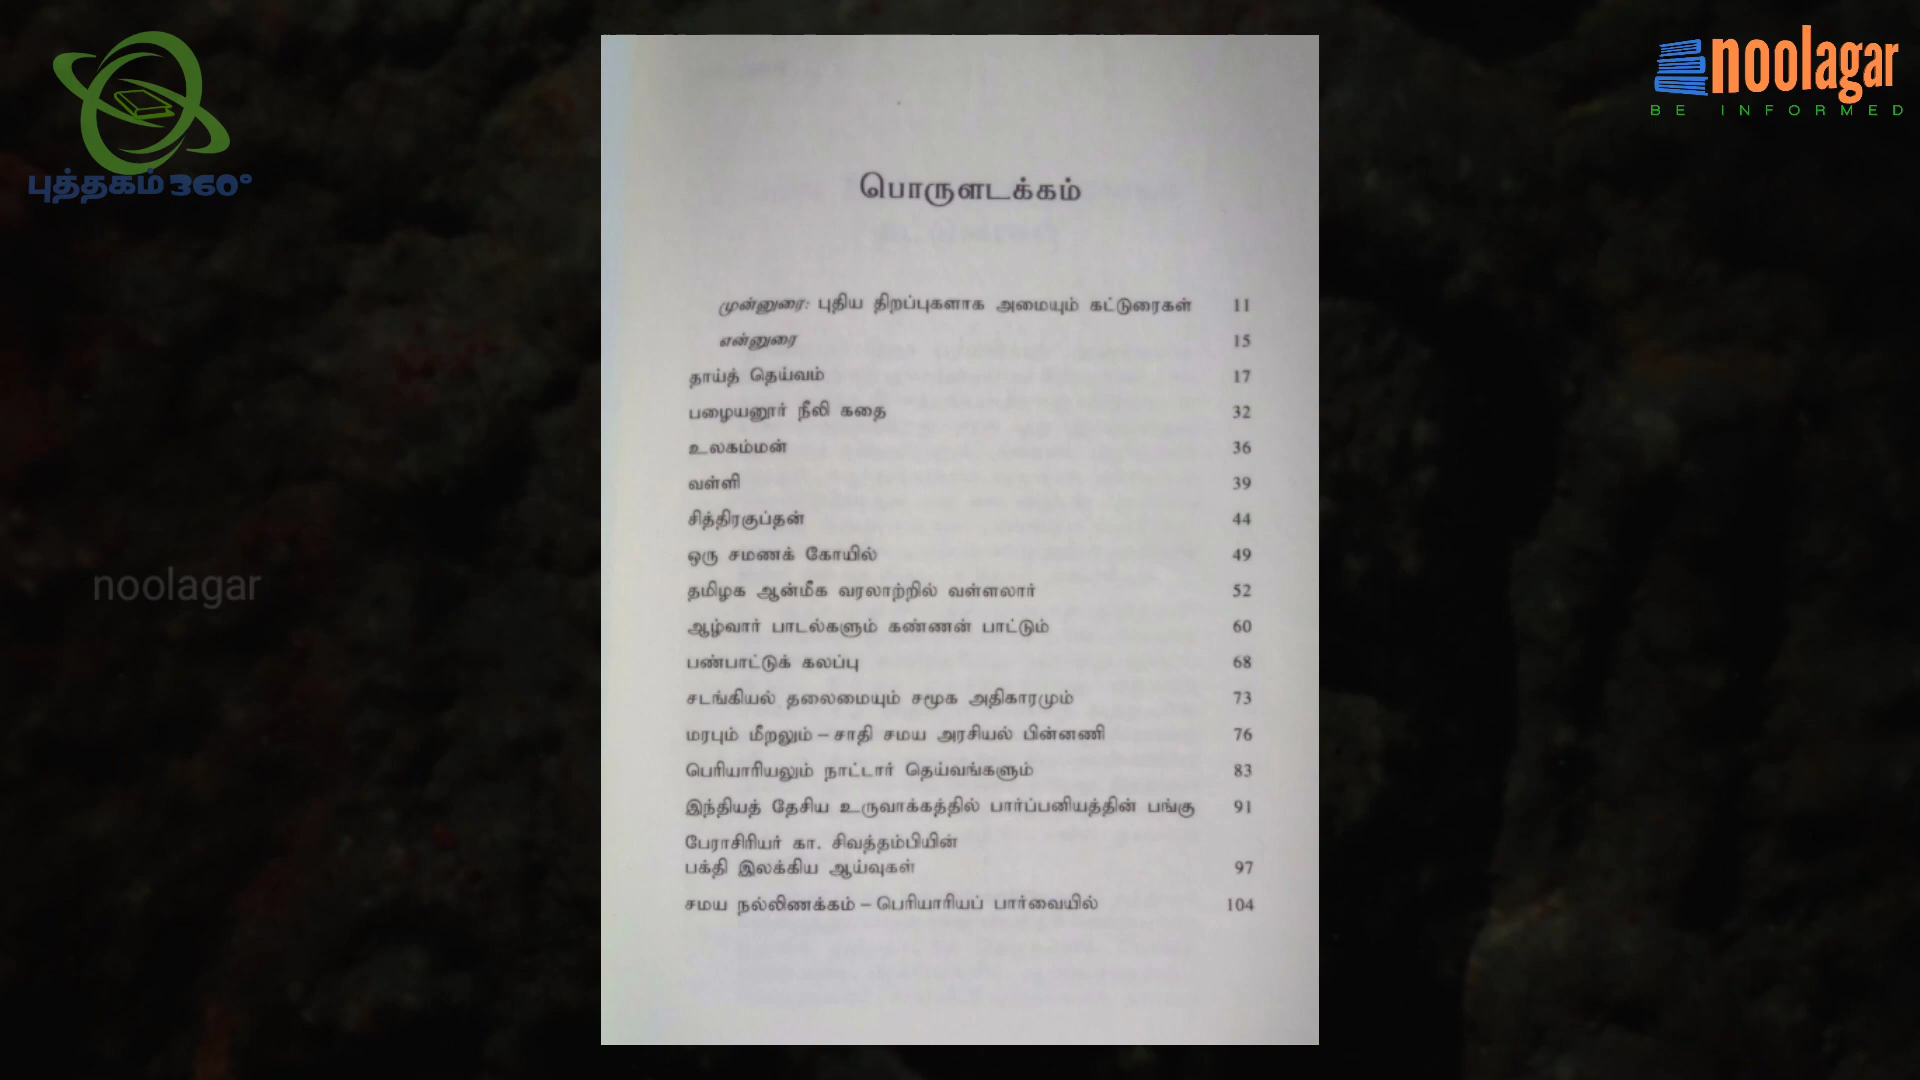 புத்தகம் 360°
noolagar
BE INFORMED
பொருளடக்கம்
முன்னுரை: புதிய திறப்புகளாக அமையும் கட்டுரைகள் 11
என்னுரை 15
தாய்த் தெய்வம் 17
பழையனூர் நீலி கதை 32
உலகம்மன் 36
வள்ளி 39
சித்திரகுப்தன் 44
ஒரு சமணக் கோயில் 49
noolagar
தமிழக ஆன்மீக வரலாற்றில் வள்ளலார் 52
ஆழ்வார் பாடல்களும் கண்ணன் பாட்டும் 60
பண்பாட்டுக் கலப்பு 68
சடங்கியல் தலைமையும் சமூக அதிகாரமும் 73
மரபும் மீறலும் – சாதி சமய அரசியல் பின்னணி 76
பெரியாரியலும் நாட்டார் தெய்வங்களும் 83
இந்தியத் தேசிய உருவாக்கத்தில் பார்ப்பனியத்தின் பங்கு 91
பேராசிரியர் கா. சிவத்தம்பியின்
பக்தி இலக்கிய ஆய்வுகள் 97
சமய நல்லிணக்கம் – பெரியாரியப் பார்வையில் 104